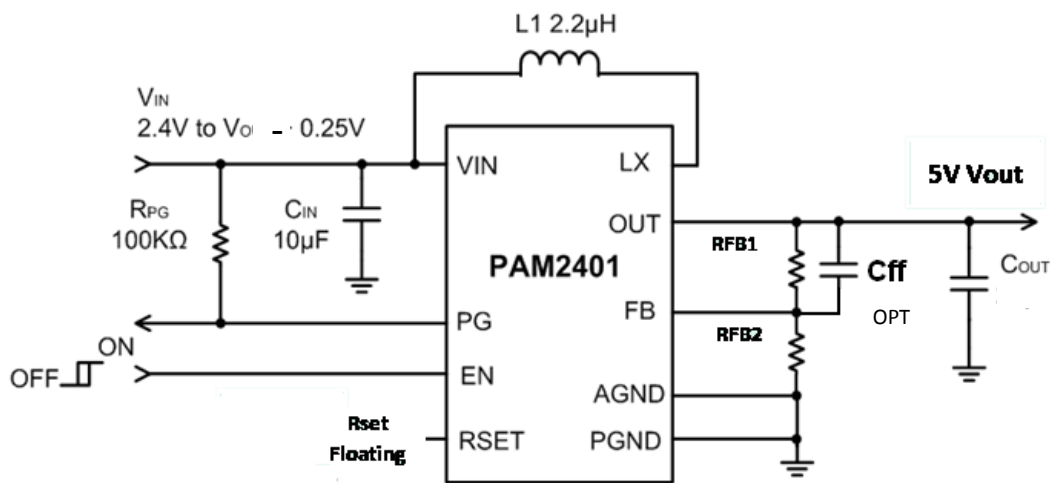 L1 2.2µH
VIN
2.4V to VO - 0.25V
VIN
LX
5V Vout
RPG
100KΩ
CIN
10µF
OUT
RFB1
PAM2401
Cff
COUT
FB
OPT
RFB2
PG
ON
OFF
EN
AGND
Rset
Floating
RSET
PGND